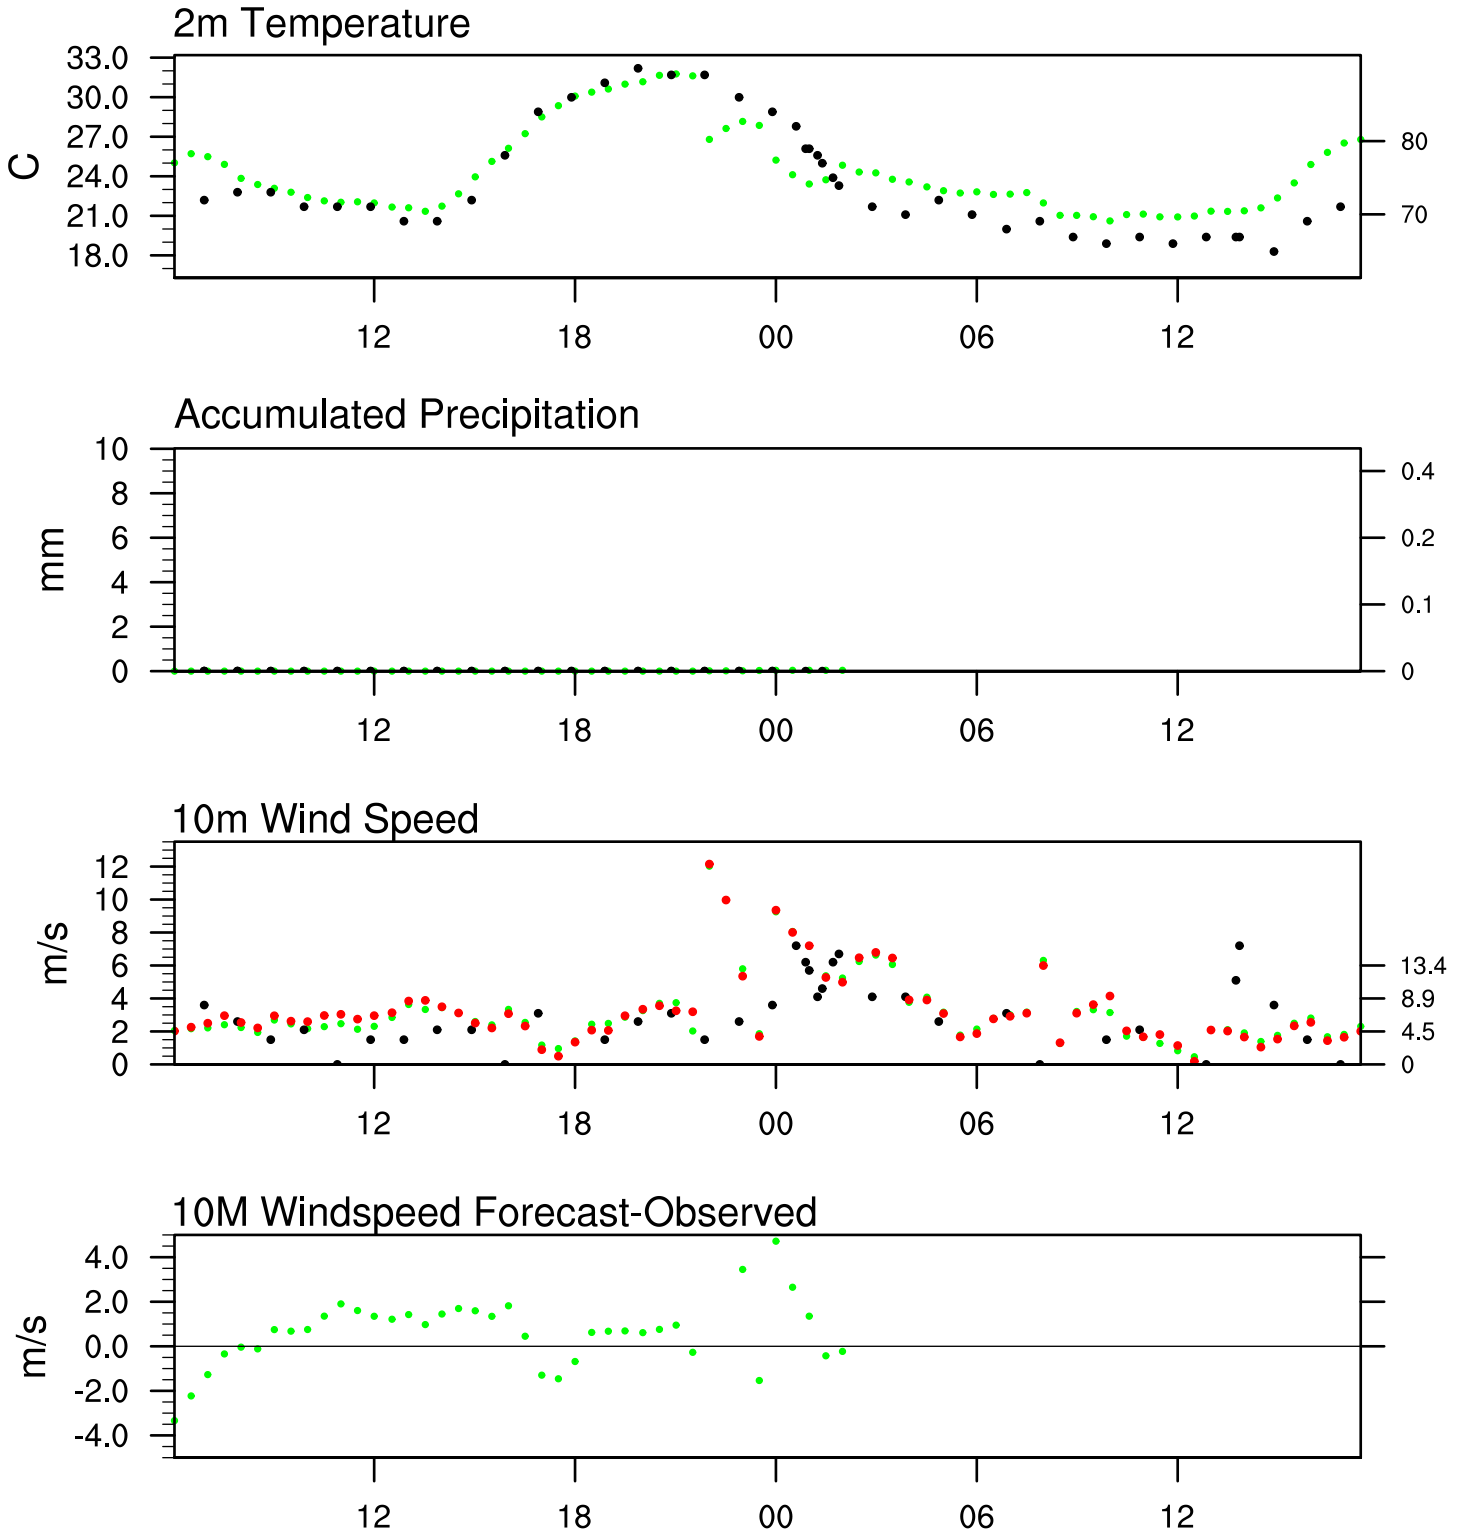 2m Temperature
33.0
30.0
27.0
24.0
21.0
18.0
C
80
70
12 18 00 06 12
Accumulated Precipitation
10
8
6
4
2
0
mm
0.4
0.2
0.1
0
12 18 00 06 12
10m Wind Speed
12
10
8
6
4
2
0
m/s
13.4
8.9
4.5
0
12 18 00 06 12
10M Windspeed Forecast-Observed
4.0
2.0
0.0
-2.0
-4.0
m/s
12 18 00 06 12